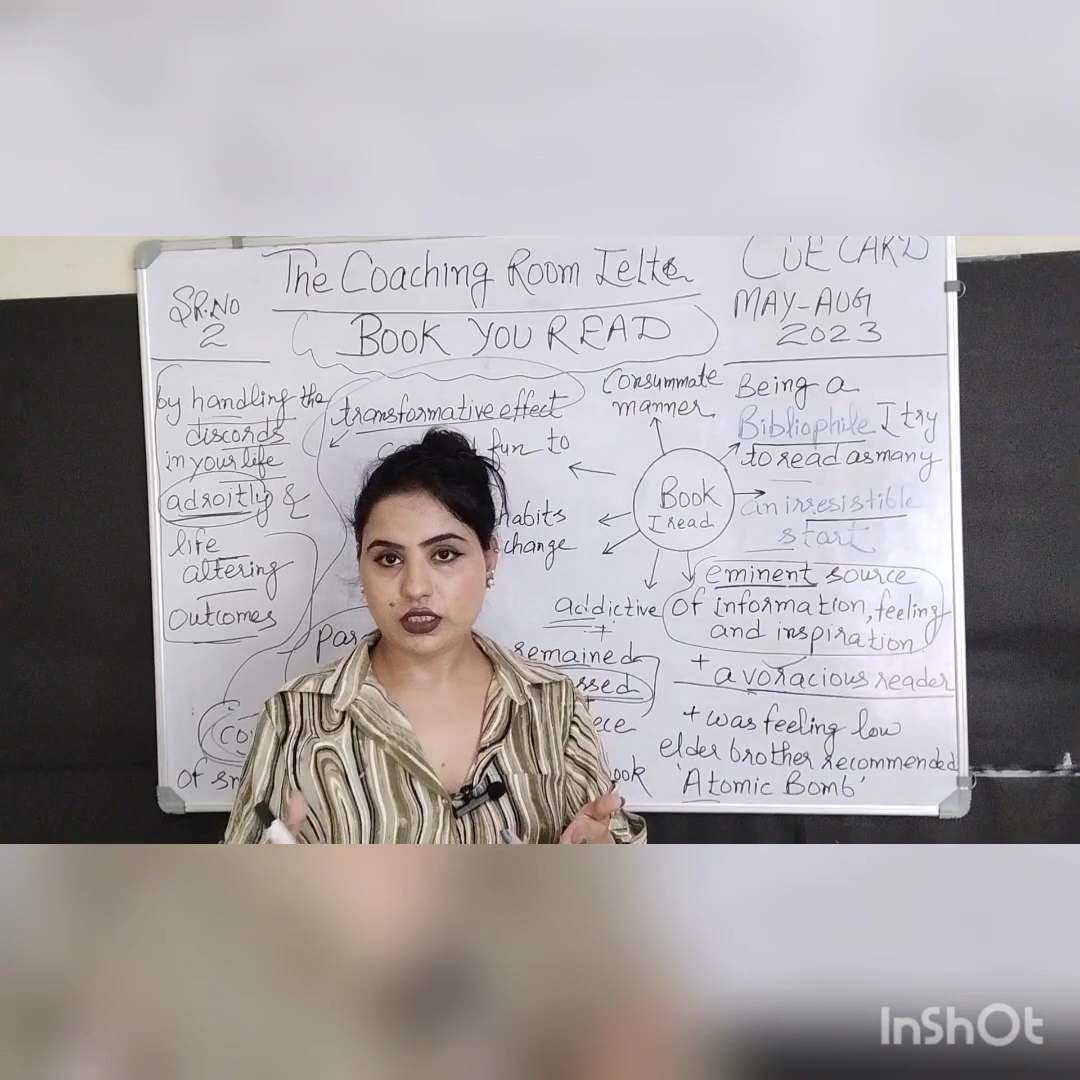 The Coaching Room Ielts
CUE CARD
SR.NO
2
MAY-AUG
2023
BOOK YOU READ
by handling the
discords
in your life
adroitly &
life
altering
outcomes
transformative effect
fun to
habits
change
Consummate
manner
Book
I read
Being a
Bibliophile I try
to read as many
an irresistible
start
eminent source
of information, feeling
and inspiration
+ a voracious reader
addictive
+
remained
+ was feeling low
elder brother recommended
'Atomic Bomb'
of
InShOt